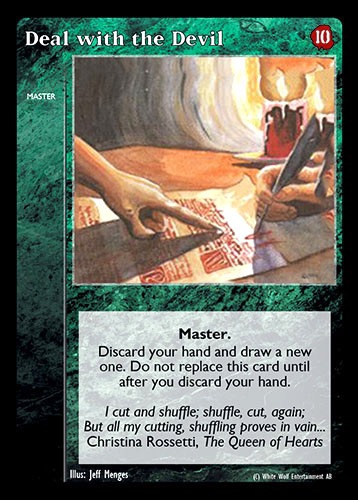 Deal with the Devil
10
MASTER
Master.
Discard your hand and draw a new
one. Do not replace this card until
after you discard your hand.
I cut and shuffle; shuffle, cut, again;
But all my cutting, shuffling proves in vain...
Christina Rossetti, The Queen of Hearts
Illus: Jeff Menges
(C) White Wolf Entertainment AB